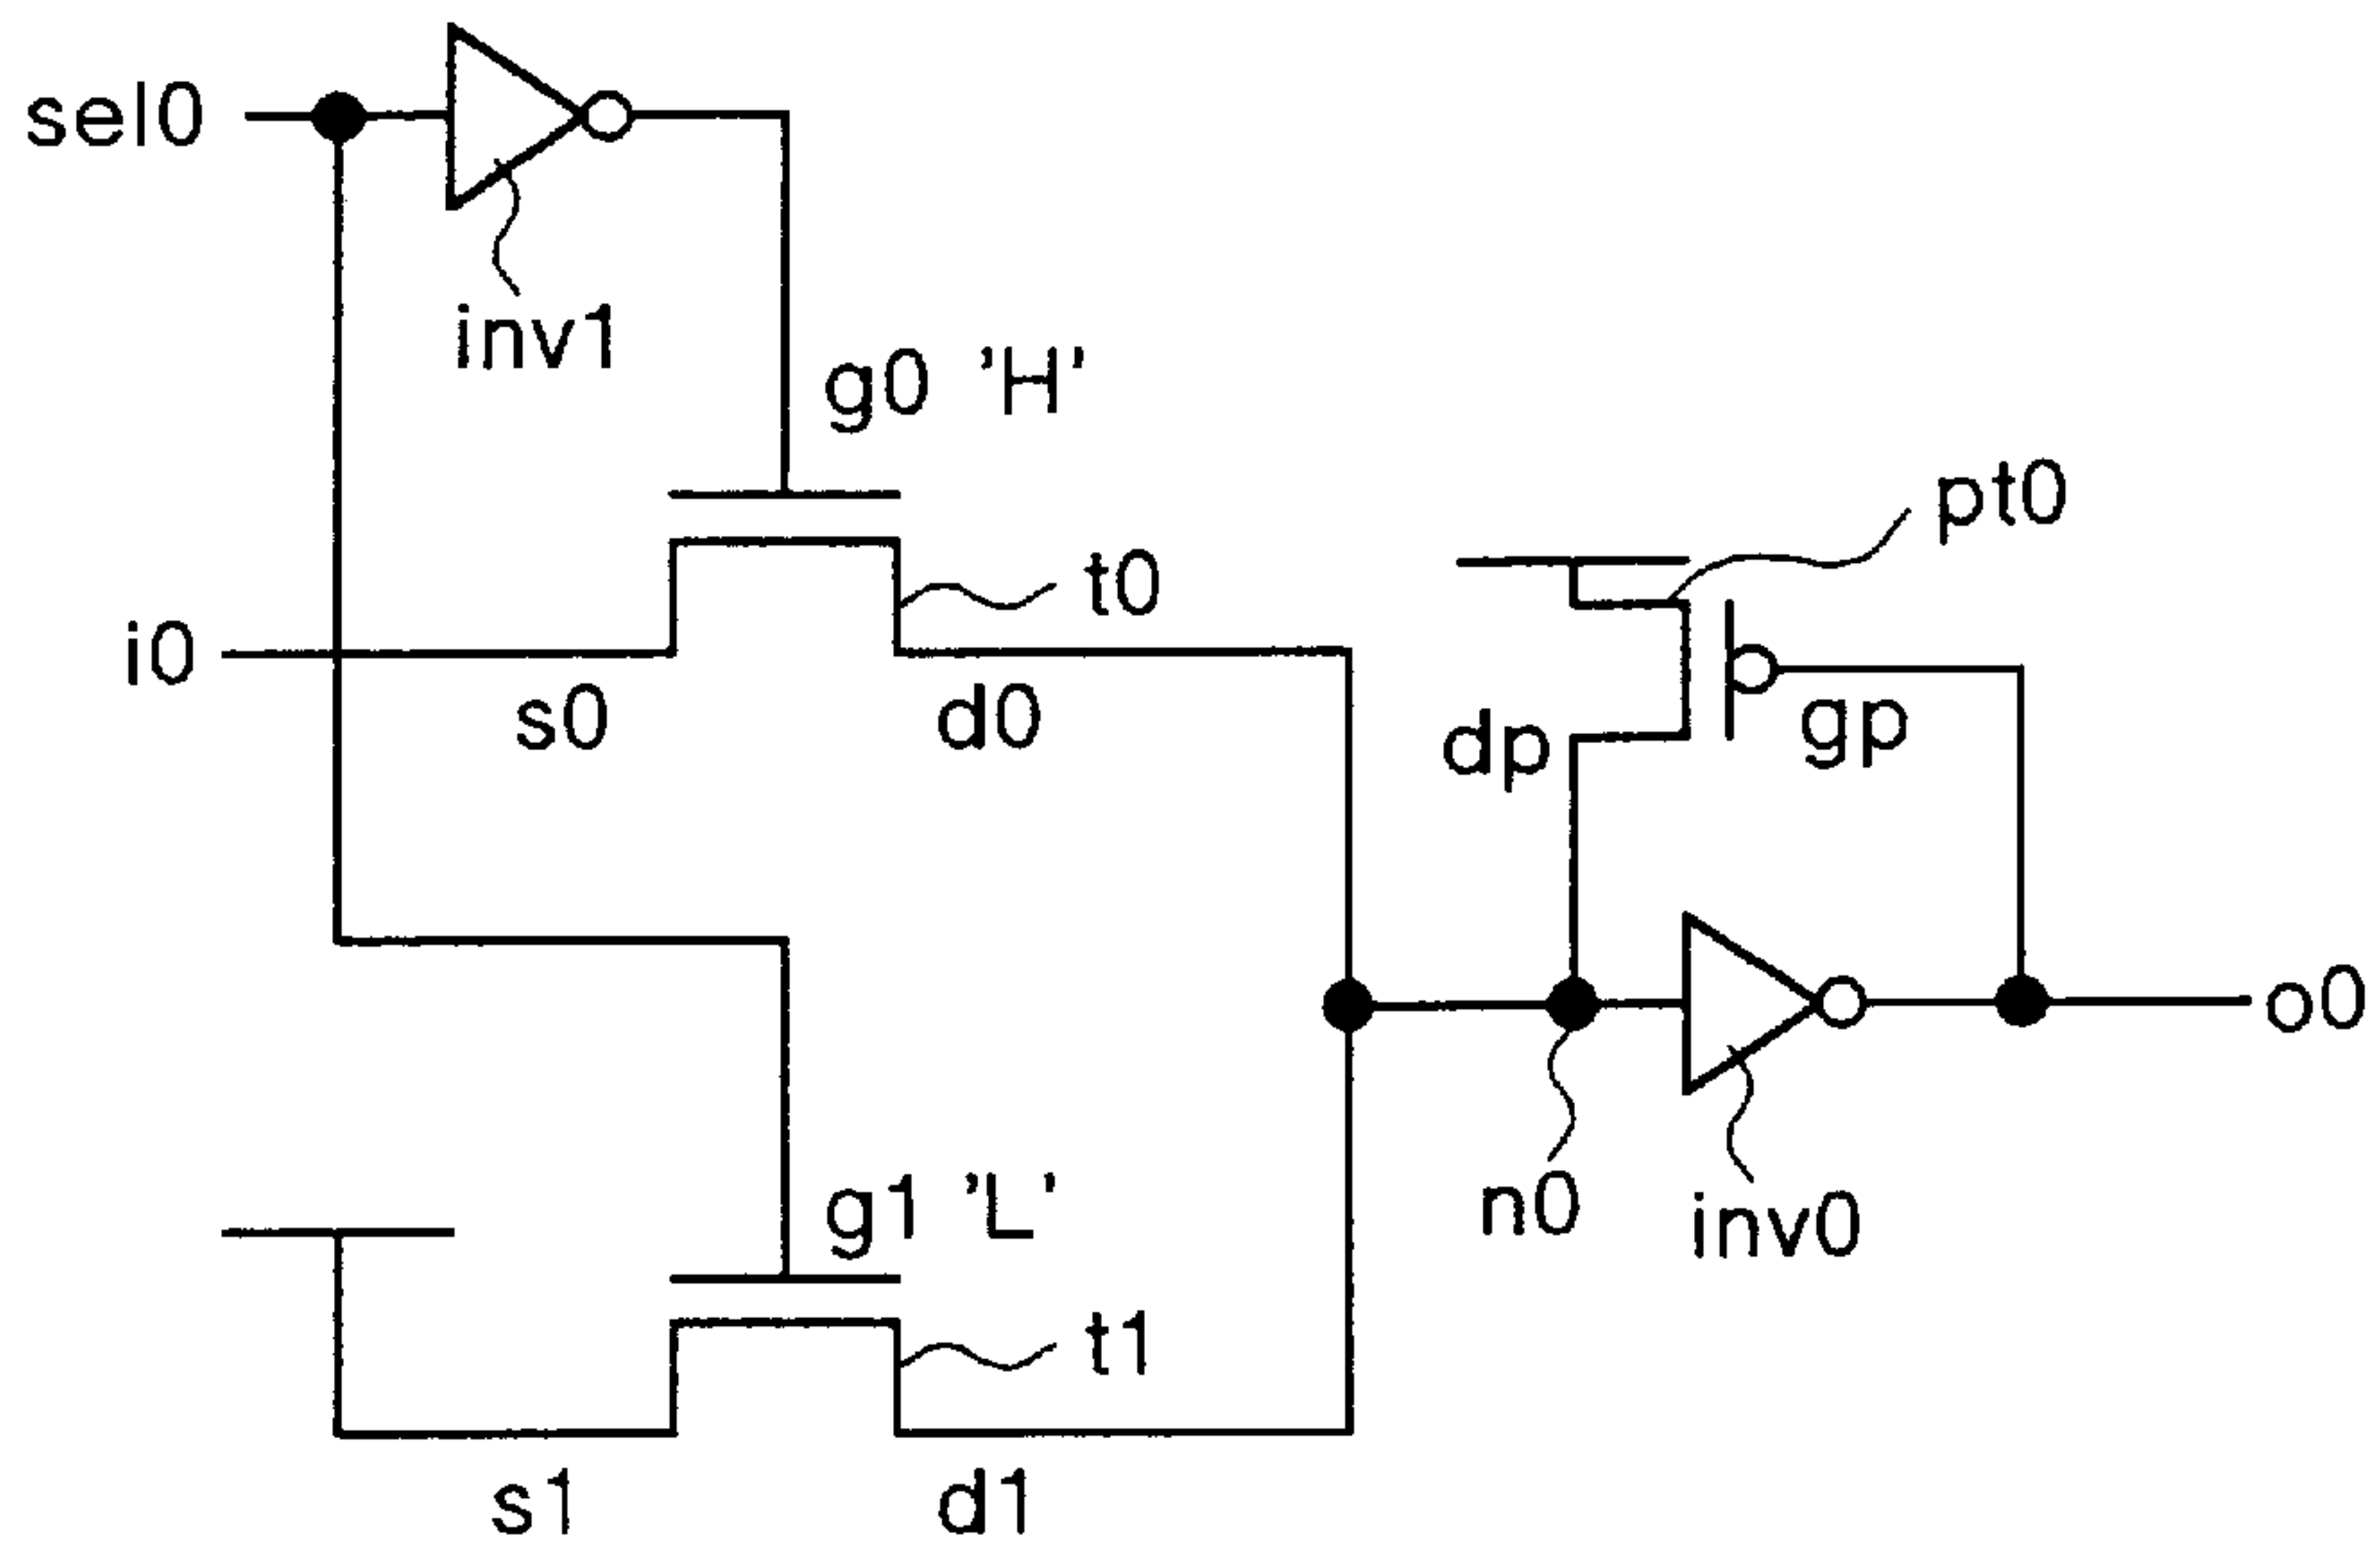 sel0
inv1
g0 'H'
pt0
t0
i0
s0
d0
dp
gp
o0
g1 'L'
n0
inv0
t1
s1
d1